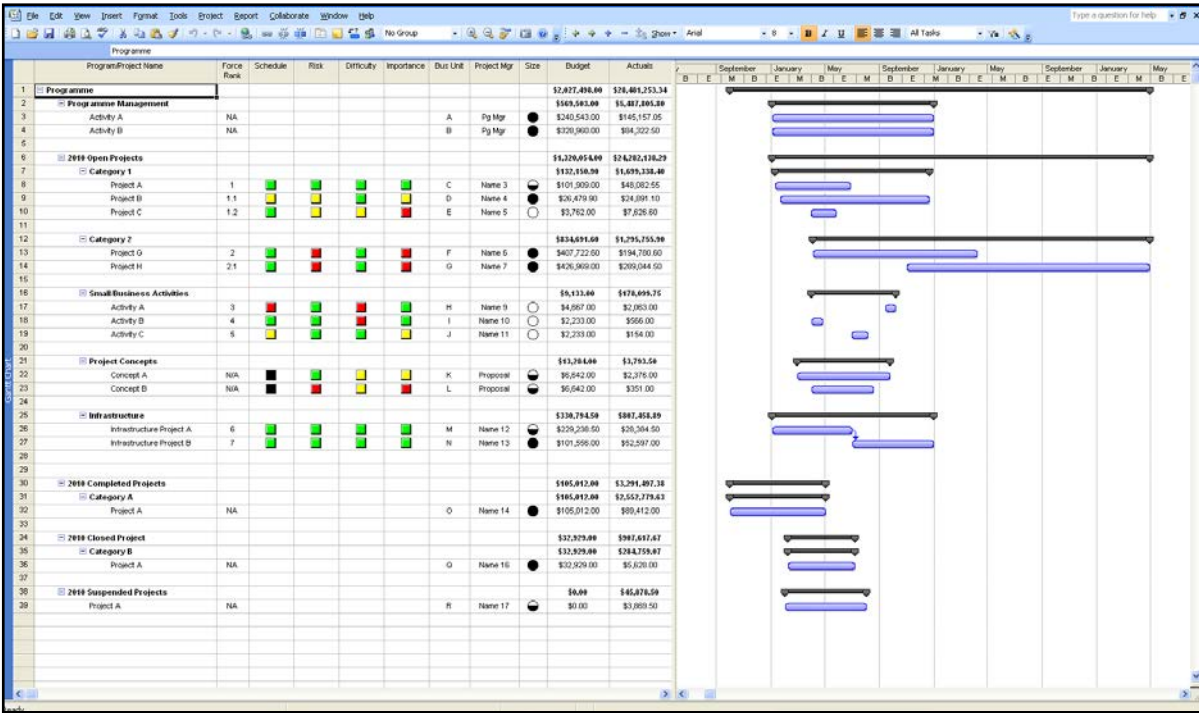 File Edit View Insert Format Tools Project Report Collaborate Window Help Type a question for help
No Group Show Arial 8 B I U All Tasks
Programme
Program/Project Name Force Rank Schedule Risk Difficulty Importance Bus Unit Project Mgr Size Budget Actuals September January May September January May September January May
B E M B E M B E M B E M B E M B E M B E M B E
1 Programme $2,027,498.00 $28,481,253.34
2 Programme Management $569,503.00 $5,487,805.80
3 Activity A NA A Pg Mgr $240,543.00 $145,157.05
4 Activity B NA B Pg Mgr $328,960.00 $84,322.50
5
6 2010 Open Projects $1,320,054.00 $24,202,138.29
7 Category 1 $132,150.90 $1,699,338.40
8 Project A 1 C Name 3 $101,909.00 $48,082.55
9 Project B 1.1 D Name 4 $26,479.90 $24,891.10
10 Project C 1.2 E Name 5 $3,762.00 $7,626.60
11
12 Category 2 $834,691.60 $1,295,755.90
13 Project G 2 F Name 6 $407,722.60 $194,780.60
14 Project H 2.1 G Name 7 $426,969.00 $209,044.50
15
16 Small Business Activities $9,133.00 $178,099.75
17 Activity A 3 H Name 9 $4,667.00 $2,063.00
18 Activity B 4 I Name 10 $2,233.00 $566.00
19 Activity C 5 J Name 11 $2,233.00 $154.00
20
21 Project Concepts $13,284.00 $3,793.50
22 Concept A N/A K Proposal $6,642.00 $2,376.00
23 Concept B N/A L Proposal $6,642.00 $351.00
24
25 Infrastructure $330,794.50 $807,458.89
26 Infrastructure Project A 6 M Name 12 $229,238.50 $28,304.50
27 Infrastructure Project B 7 N Name 13 $101,556.00 $52,597.00
28
29
30 2010 Completed Projects $105,012.00 $3,291,497.38
31 Category A $105,012.00 $2,552,779.63
32 Project A NA O Name 14 $105,012.00 $89,412.00
33
34 2010 Closed Project $32,929.00 $907,617.67
35 Category B $32,929.00 $284,759.07
36 Project A NA Q Name 16 $32,929.00 $5,628.00
37
38 2010 Suspended Projects $0.00 $45,078.50
39 Project A NA R Name 17 $0.00 $3,869.50
Gantt Chart
Ready